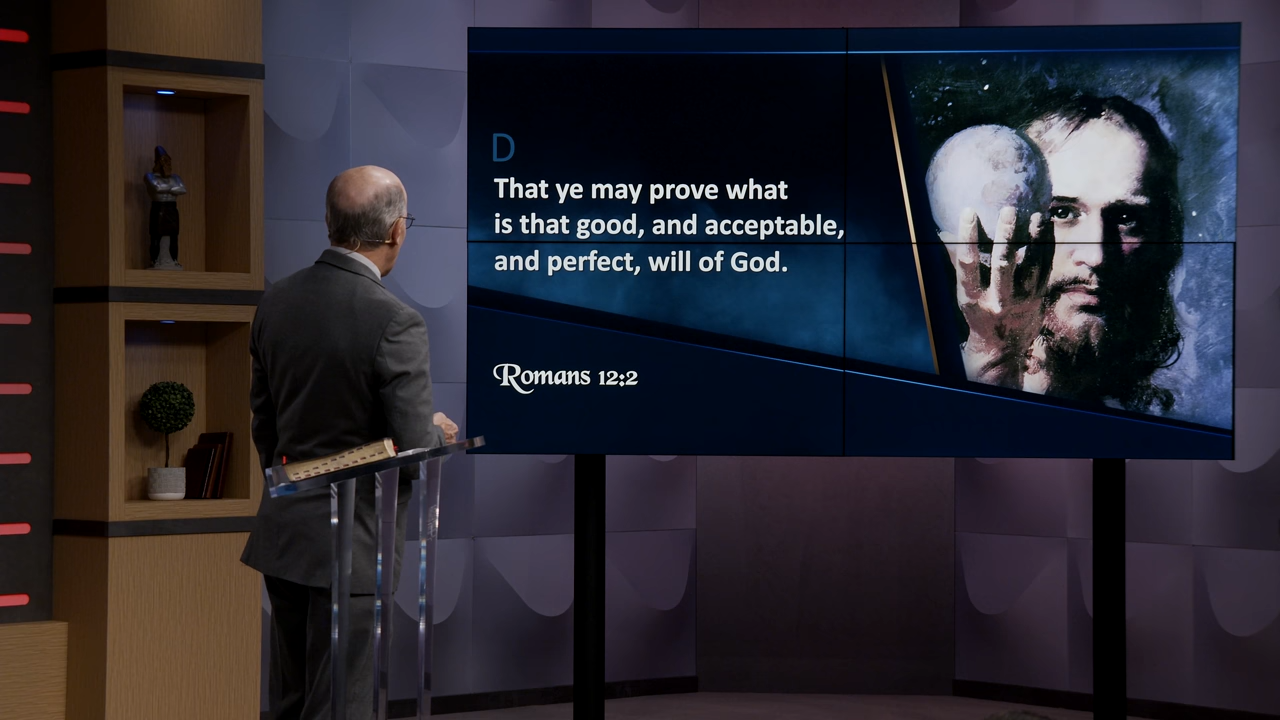 D
That ye may prove what
is that good, and acceptable,
and perfect, will of God.
Romans 12:2